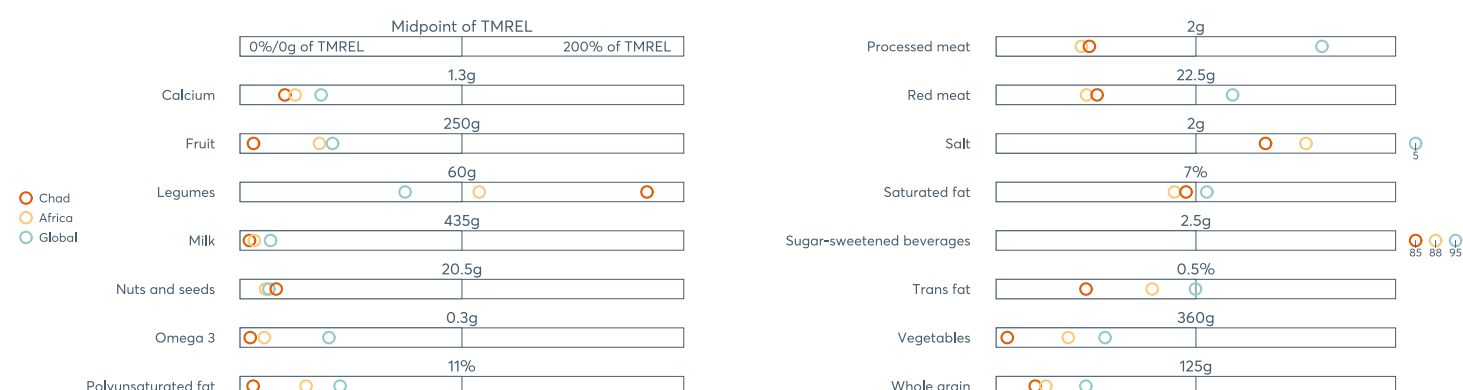 Midpoint of TMREL
0%/0g of TMREL 200% of TMREL
1.3g
Calcium
250g
Fruit
60g
Legumes
435g
Milk
20.5g
Nuts and seeds
0.3g
Omega 3
11%
Polyunsaturated fat
Chad
Africa
Global
2g
Processed meat
22.5g
Red meat
2g
Salt
5
7%
Saturated fat
2.5g
Sugar-sweetened beverages
85 88 95
0.5%
Trans fat
360g
Vegetables
125g
Whole grain